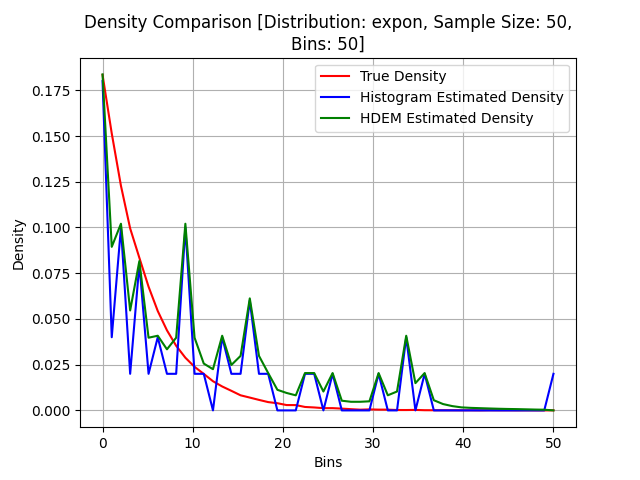 Density Comparison [Distribution: expon, Sample Size: 50,
Bins: 50]
True Density
Histogram Estimated Density
HDEM Estimated Density
Density
0.175
0.150
0.125
0.100
0.075
0.050
0.025
0.000
0 10 20 30 40 50
Bins